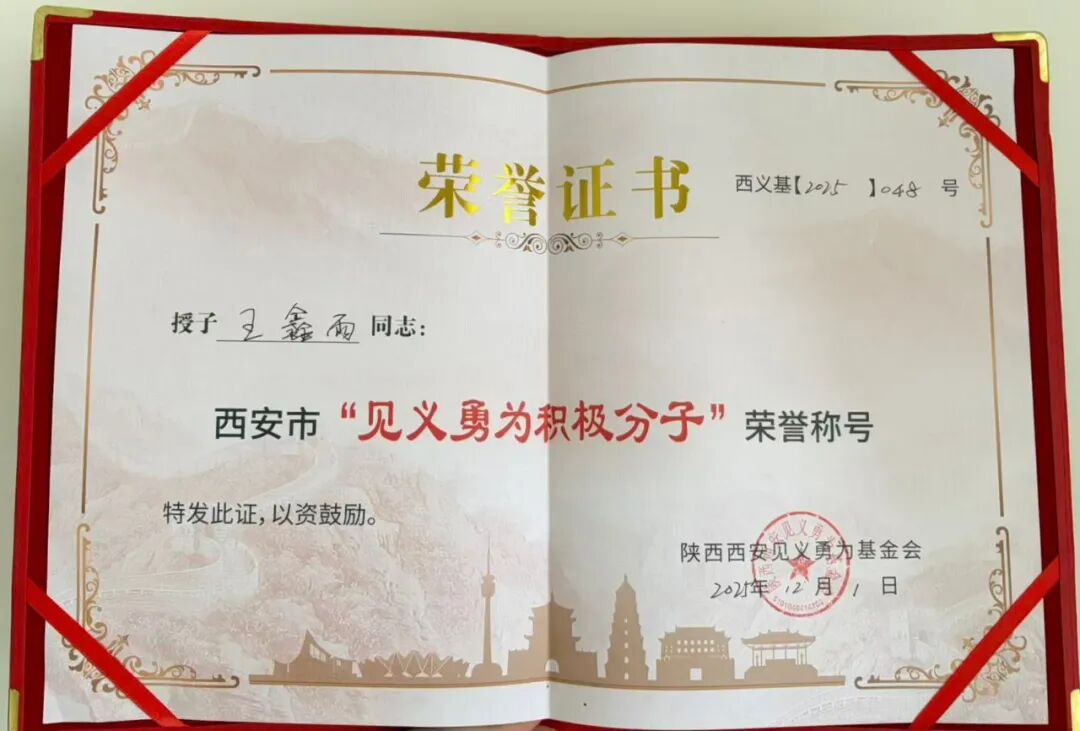 荣誉证书
西义基【2025 】048 号
授予 王鑫雨 同志：
西安市“见义勇为积极分子”荣誉称号
特发此证，以资鼓励。
陕西西安见义勇为基金会
2025年 12 月 1 日